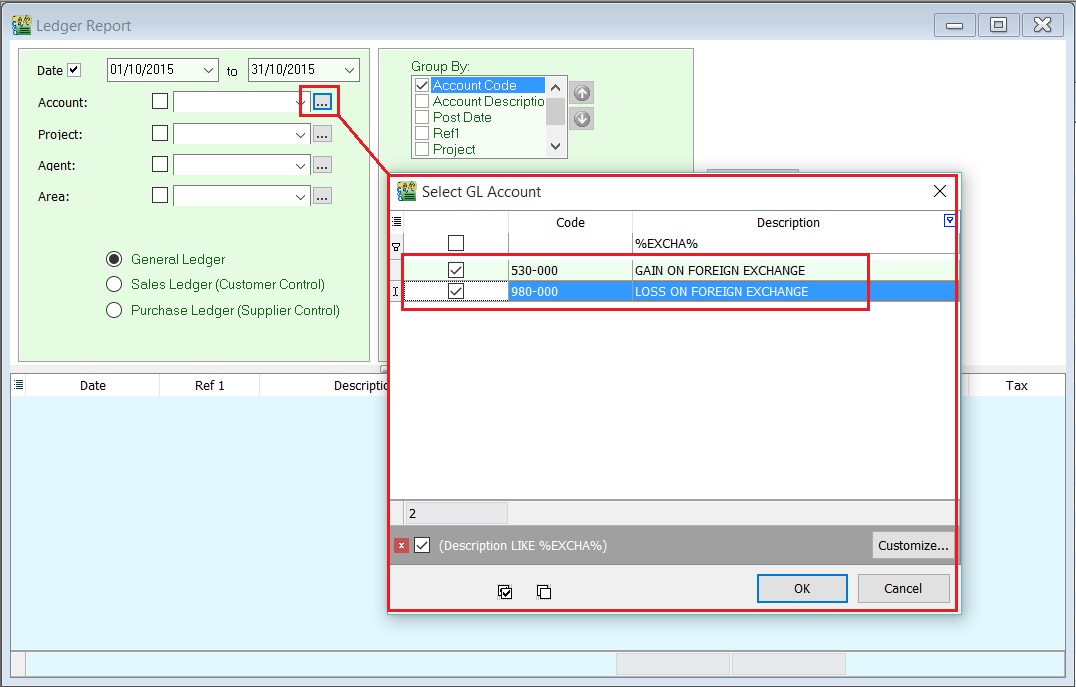 Ledger Report
Date 01/10/2015 to 31/10/2015
Account: ...
Project: ...
Agent: ...
Area: ...
General Ledger
Sales Ledger (Customer Control)
Purchase Ledger (Supplier Control)
Group By:
Account Code
Account Descriptio
Post Date
Ref1
Project
Date Ref 1 Descriptio Tax
Select GL Account
Code Description
%EXCHA%
530-000 GAIN ON FOREIGN EXCHANGE
980-000 LOSS ON FOREIGN EXCHANGE
2
(Description LIKE %EXCHA%) Customize...
OK Cancel